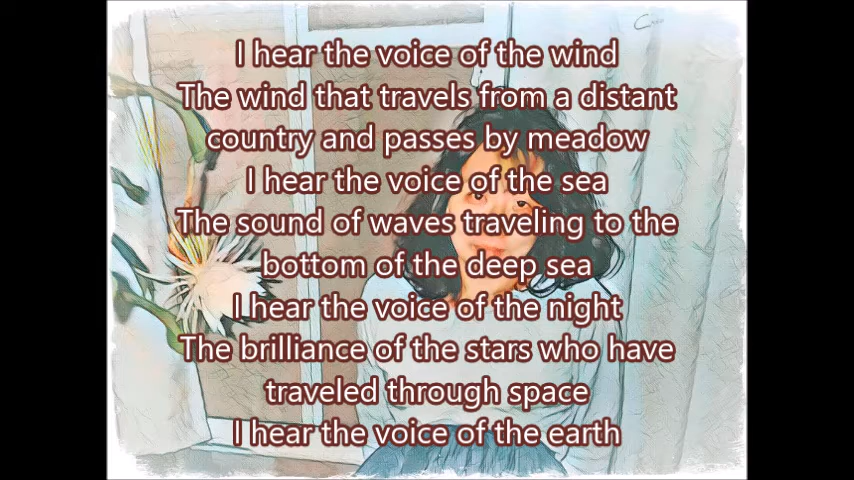 I hear the voice of the wind
The wind that travels from a distant
country and passes by meadow
I hear the voice of the sea
The sound of waves traveling to the
bottom of the deep sea
I hear the voice of the night
The brilliance of the stars who have
traveled through space
I hear the voice of the earth